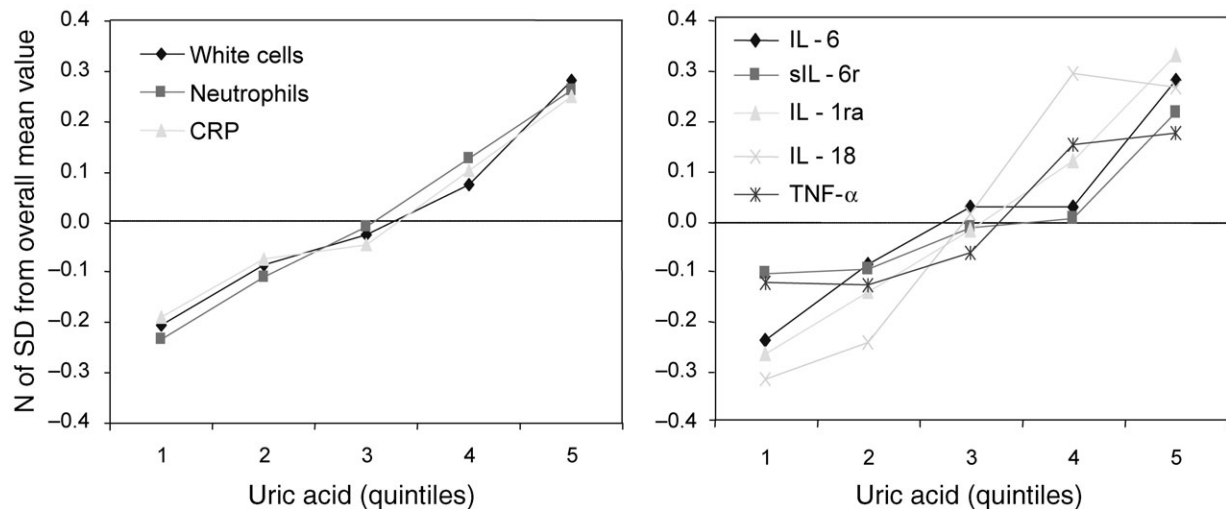 N of SD from overall mean value
0.4
0.3
0.2
0.1
0.0
–0.1
–0.2
–0.3
–0.4
White cells
Neutrophils
CRP
1 2 3 4 5
Uric acid (quintiles)
0.4
0.3
0.2
0.1
0.0
–0.1
–0.2
–0.3
–0.4
IL - 6
sIL - 6r
IL - 1ra
IL - 18
TNF-α
1 2 3 4 5
Uric acid (quintiles)